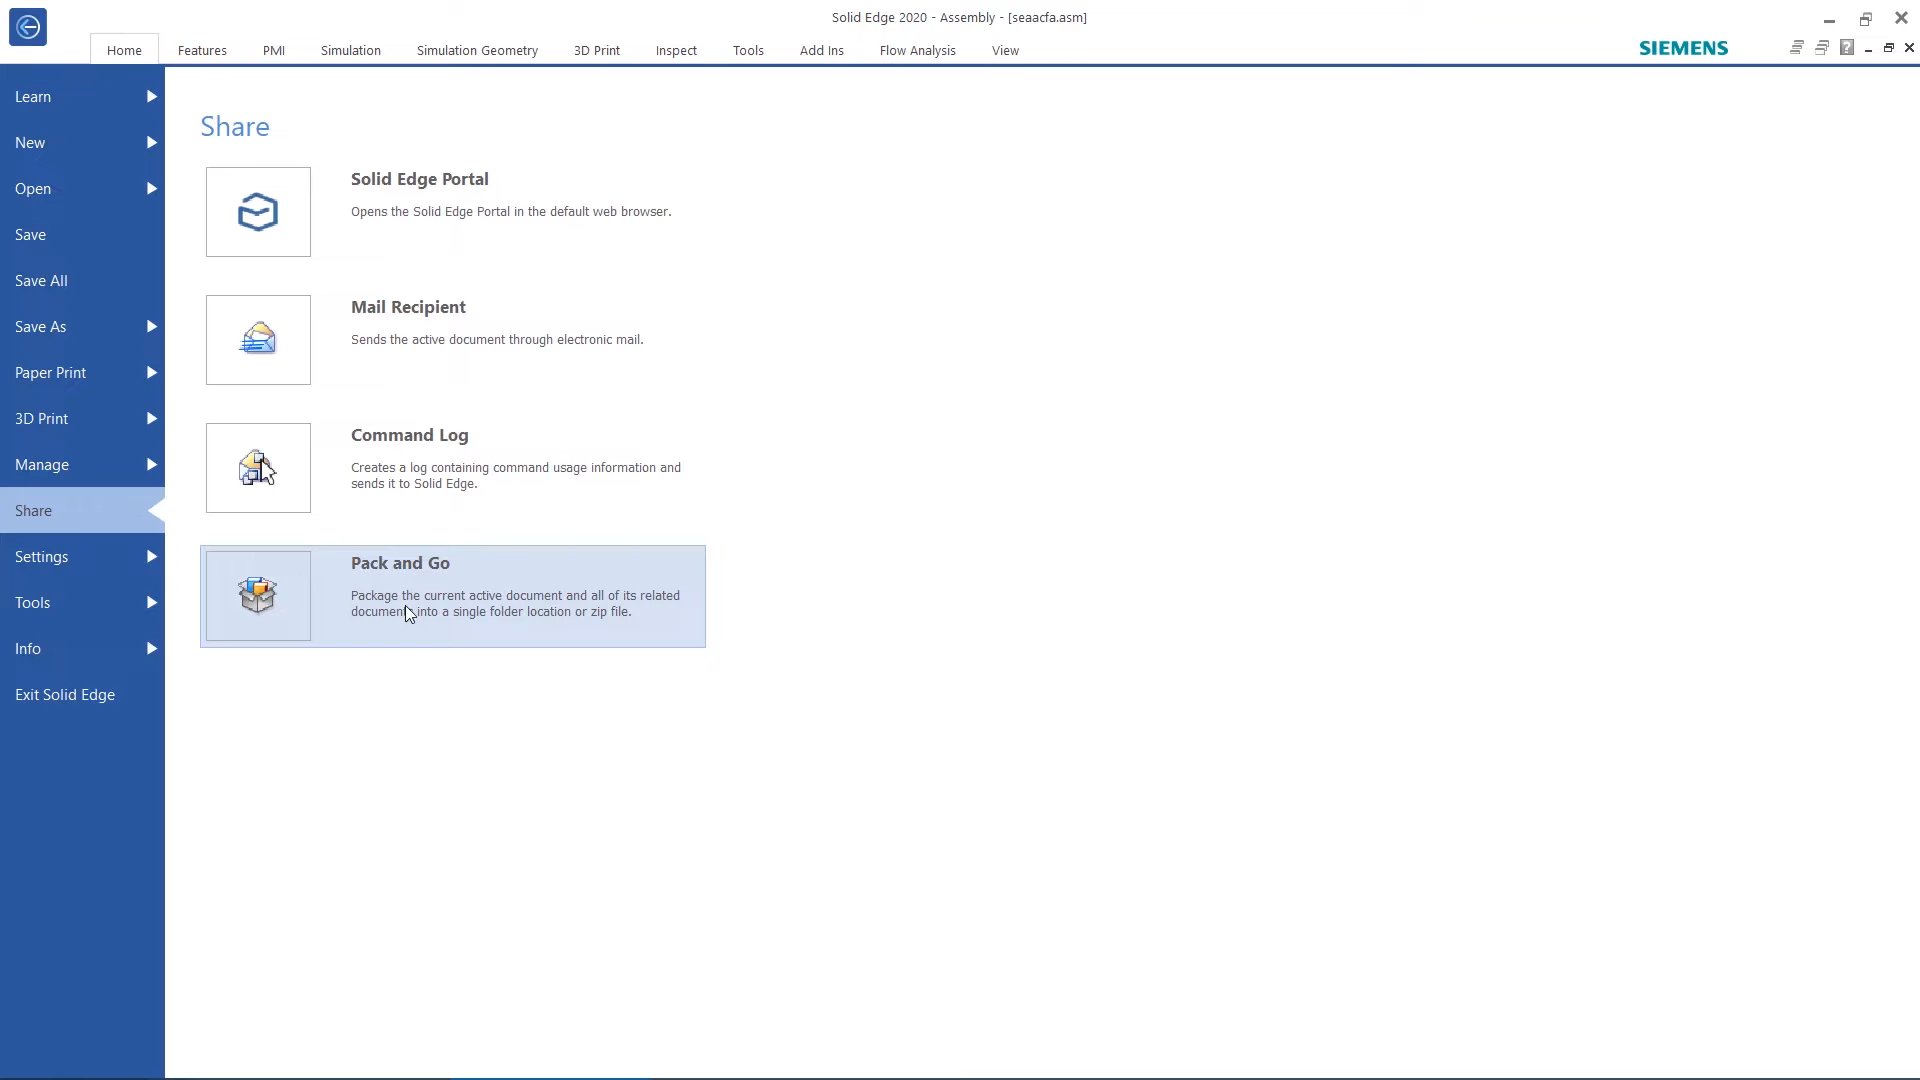 Solid Edge 2020 - Assembly - [seaacfa.asm]
Home Features PMI Simulation Simulation Geometry 3D Print Inspect Tools Add Ins Flow Analysis View
SIEMENS
?
Learn
New
Open
Save
Save All
Save As
Paper Print
3D Print
Manage
Share
Settings
Tools
Info
Exit Solid Edge
Share
Solid Edge Portal
Opens the Solid Edge Portal in the default web browser.
Mail Recipient
Sends the active document through electronic mail.
Command Log
Creates a log containing command usage information and
sends it to Solid Edge.
Pack and Go
Package the current active document and all of its related
documents into a single folder location or zip file.